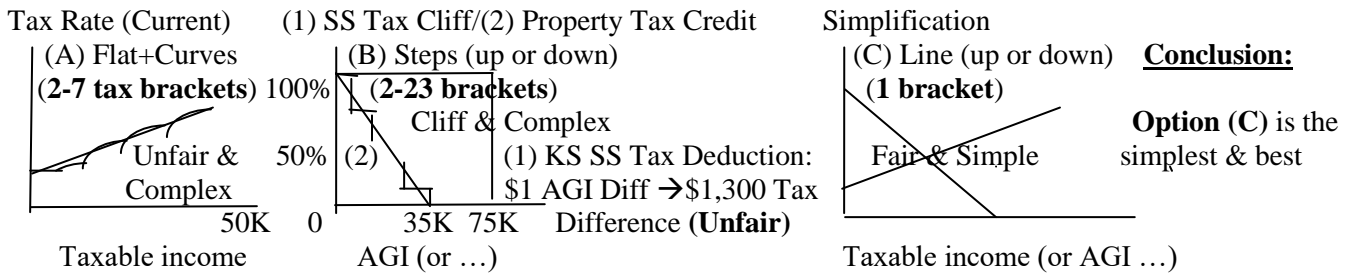 Tax Rate (Current) (1) SS Tax Cliff/(2) Property Tax Credit Simplification
(A) Flat+Curves (B) Steps (up or down) (C) Line (up or down) Conclusion:
(2-7 tax brackets) 100% (2-23 brackets) (1 bracket)
Cliff & Complex Option (C) is the
Unfair & 50% (2) (1) KS SS Tax Deduction: Fair & Simple simplest & best
Complex $1 AGI Diff →$1,300 Tax
50K 0 35K 75K Difference (Unfair)
Taxable income AGI (or …) Taxable income (or AGI …)